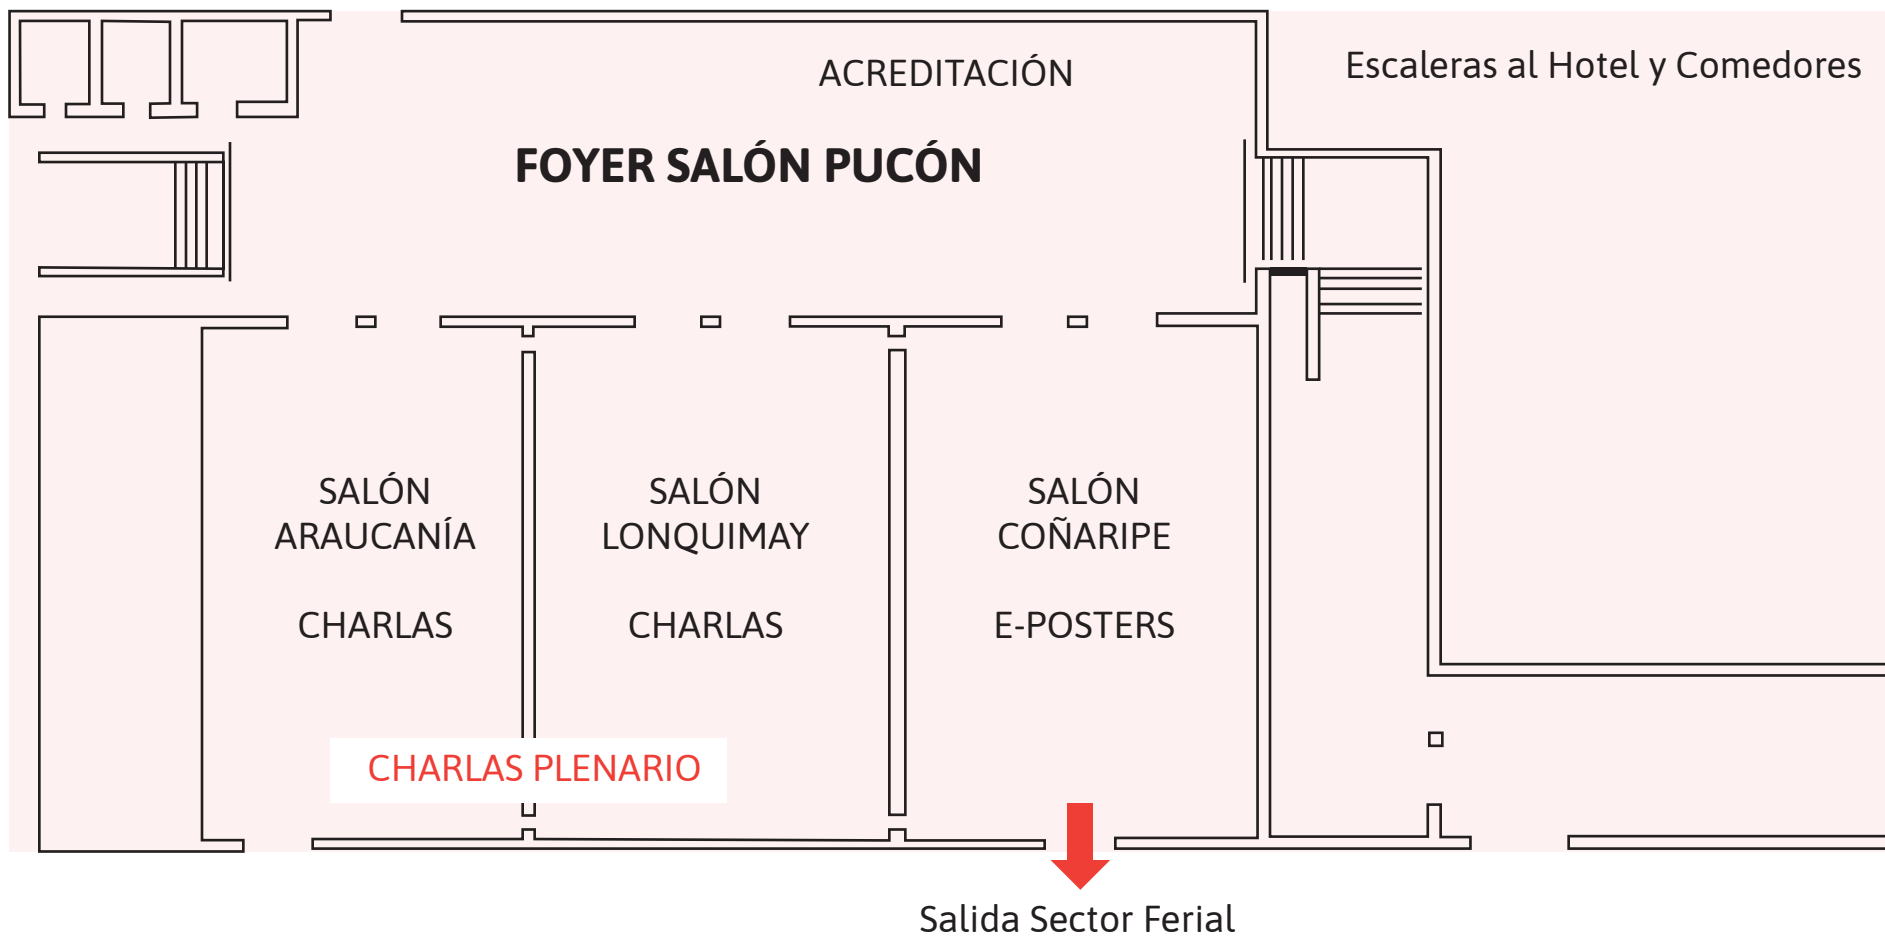 ACREDITACIÓN
Escaleras al Hotel y Comedores
FOYER SALÓN PUCÓN
SALÓN
ARAUCANÍA
CHARLAS
SALÓN
LONQUIMAY
CHARLAS
SALÓN
COÑARIPE
E-POSTERS
CHARLAS PLENARIO
Salida Sector Ferial